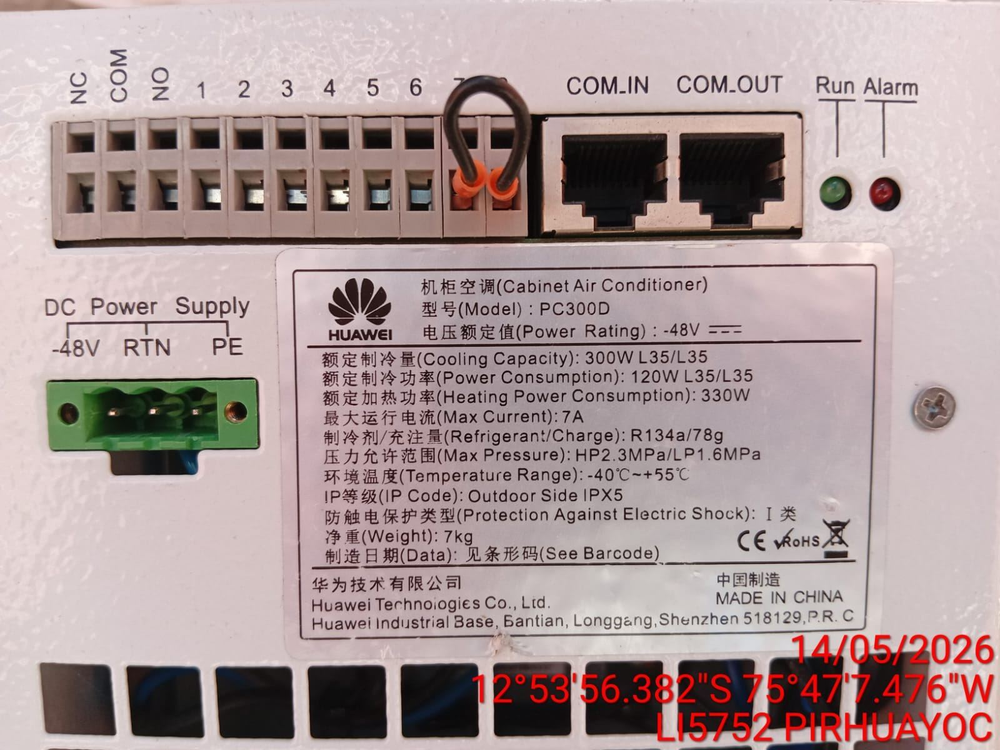 NC COM NO 1 2 3 4 5 6 COM_IN COM_OUT Run Alarm
DC Power Supply
-48V RTN PE
HUAWEI
机柜空调(Cabinet Air Conditioner)
型号(Model) : PC300D
电压额定值(Power Rating) : -48V
额定制冷量(Cooling Capacity): 300W L35/L35
额定制冷功率(Power Consumption): 120W L35/L35
额定加热功率(Heating Power Consumption): 330W
最大运行电流(Max Current): 7A
制冷剂/充注量(Refrigerant/Charge): R134a/78g
压力允许范围(Max Pressure): HP2.3MPa/LP1.6MPa
环境温度(Temperature Range): -40℃~+55℃
IP等级(IP Code): Outdoor Side IPX5
防触电保护类型(Protection Against Electric Shock): I 类
净重(Weight): 7kg
CE RoHS
制造日期(Data): 见条形码(See Barcode)
华为技术有限公司
中国制造
Huawei Technologies Co., Ltd.
MADE IN CHINA
Huawei Industrial Base, Bantian, Longgang, Shenzhen 518129, P.R. C
14/05/2026
12°53'56.382"S 75°47'7.476"W
LI5752 PIRHUAYOC